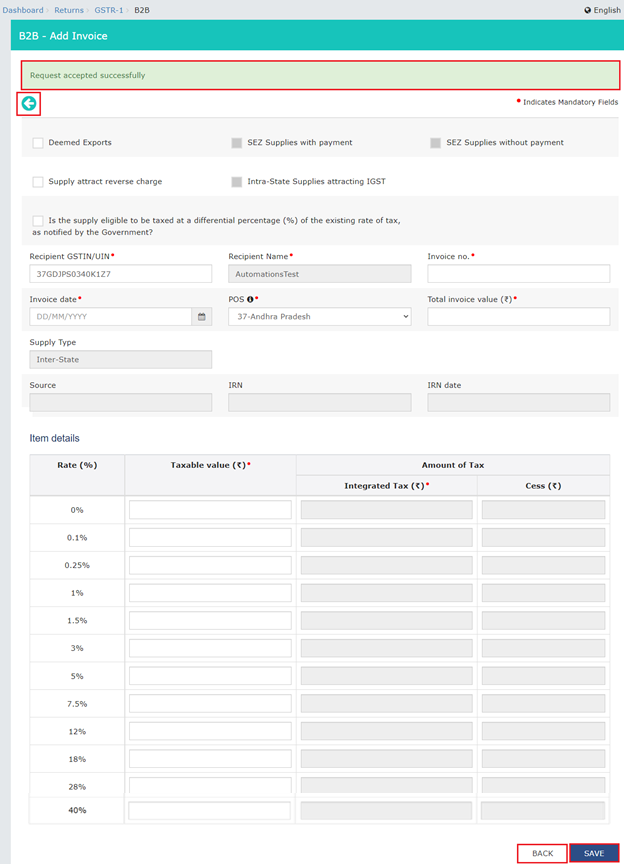 Dashboard › Returns › GSTR-1 › B2B English
B2B - Add Invoice
Request accepted successfully
• Indicates Mandatory Fields
Deemed Exports SEZ Supplies with payment SEZ Supplies without payment
Supply attract reverse charge Intra-State Supplies attracting IGST
Is the supply eligible to be taxed at a differential percentage (%) of the existing rate of tax,
as notified by the Government?
Recipient GSTIN/UIN• Recipient Name• Invoice no.•
37GDJPS0340K1Z7 AutomationsTest
Invoice date• POS • Total invoice value (₹)•
DD/MM/YYYY 37-Andhra Pradesh
Supply Type
Inter-State
Source IRN IRN date
Item details
Rate (%) Taxable value (₹)• Amount of Tax
Integrated Tax (₹)• Cess (₹)
0%
0.1%
0.25%
1%
1.5%
3%
5%
7.5%
12%
18%
28%
40%
BACK SAVE